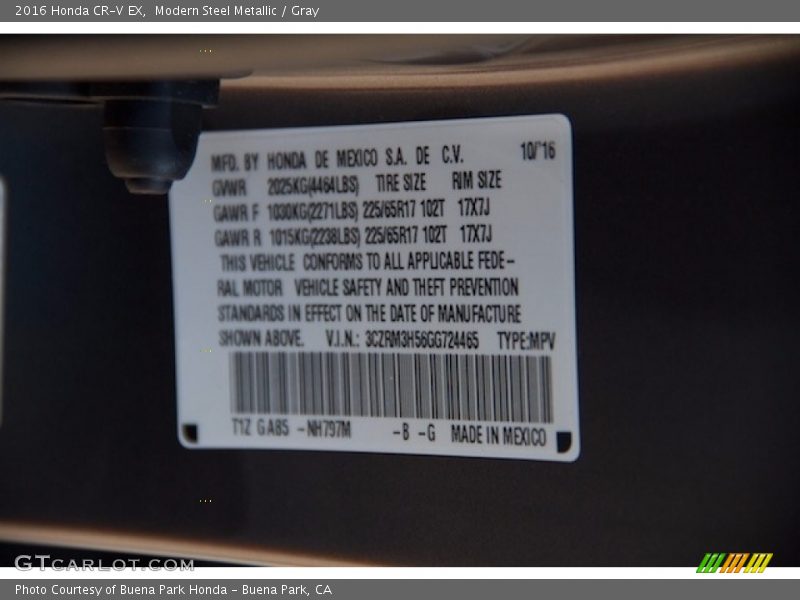 2016 Honda CR-V EX, Modern Steel Metallic / Gray
MFD. BY HONDA DE MEXICO S.A. DE C.V. 10/'16
GVWR 2025KG(4464LBS) TIRE SIZE RIM SIZE
GAWR F 1030KG(2271LBS) 225/65R17 102T 17X7J
GAWR R 1015KG(2238LBS) 225/65R17 102T 17X7J
THIS VEHICLE CONFORMS TO ALL APPLICABLE FEDE-
RAL MOTOR VEHICLE SAFETY AND THEFT PREVENTION
STANDARDS IN EFFECT ON THE DATE OF MANUFACTURE
SHOWN ABOVE. V.I.N.: 3CZRM3H56GG724465 TYPE:MPV
T1Z GA85 -NH797M -B -G MADE IN MEXICO
GTCARLOT.COM
Photo Courtesy of Buena Park Honda - Buena Park, CA